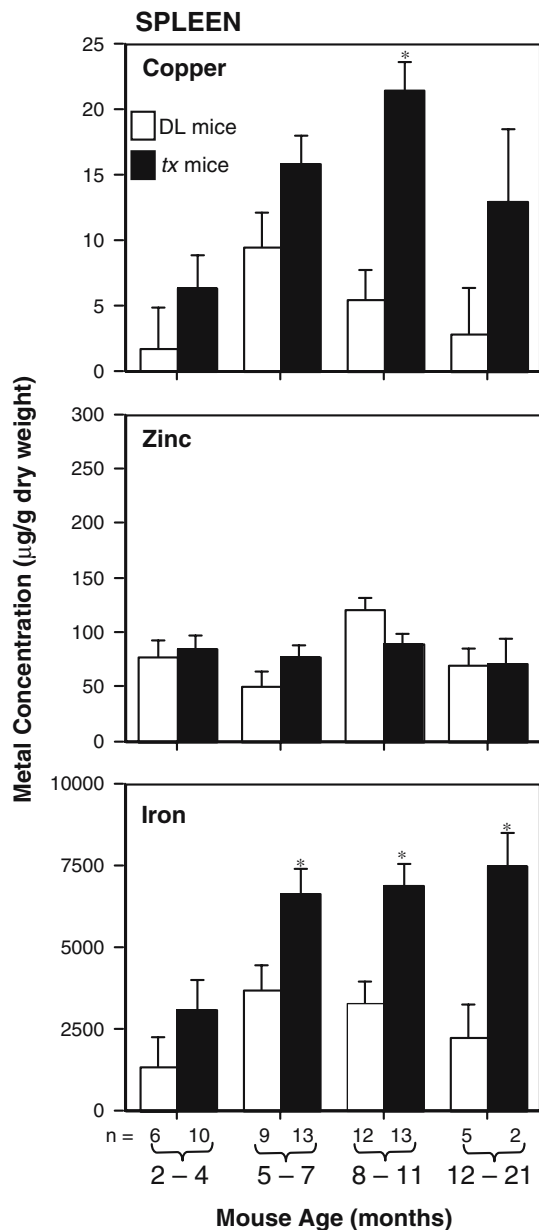 SPLEEN
Copper
DL mice
tx mice
*
25
20
15
10
5
0
Zinc
300
250
200
150
100
50
0
Iron
* * *
10000
7500
5000
2500
0
Metal Concentration (µg/g dry weight)
n = 6 10 9 13 12 13 5 2
2 – 4 5 – 7 8 – 11 12 – 21
Mouse Age (months)